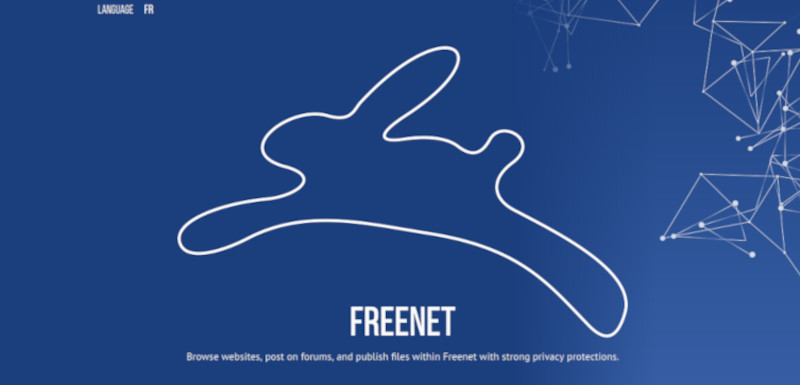 LANGUAGE FR
FREENET
Browse websites, post on forums, and publish files within Freenet with strong privacy protections.